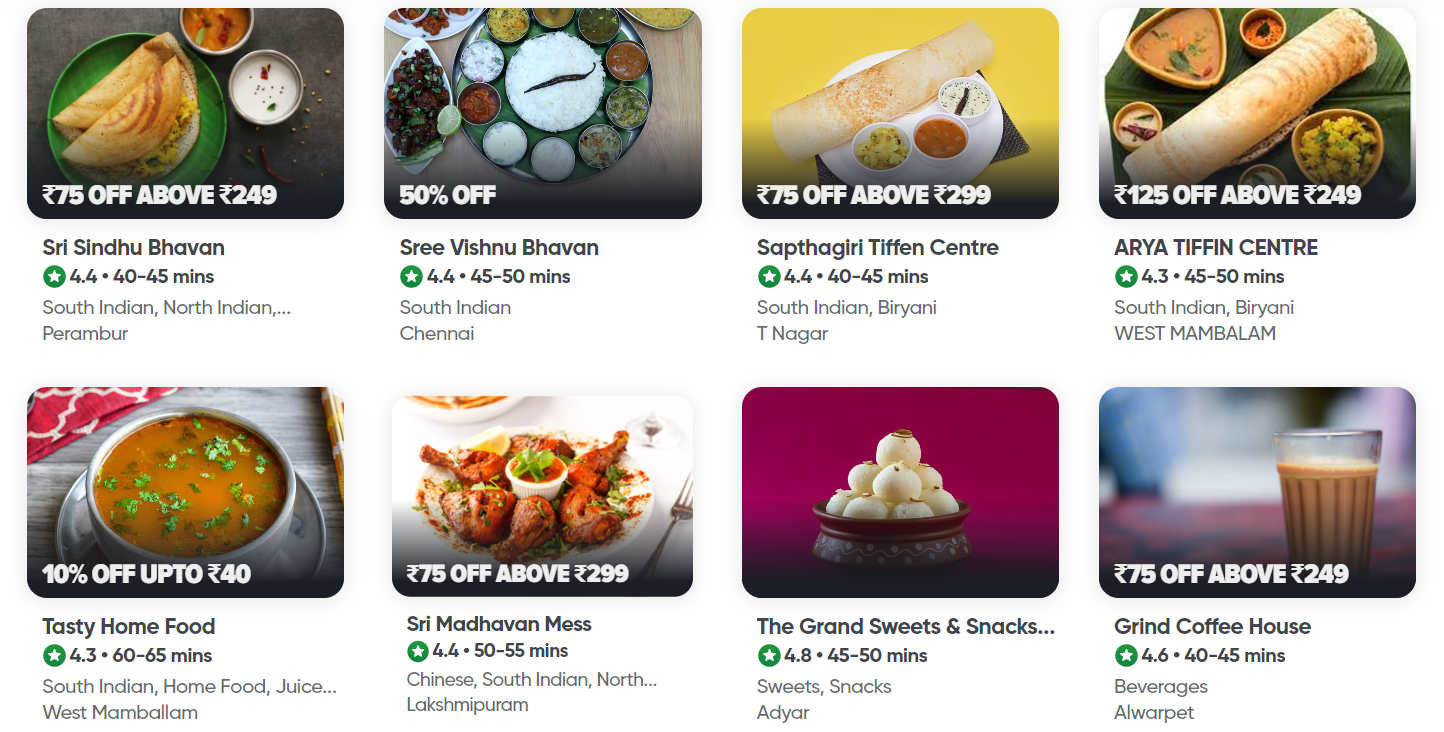 ₹75 OFF ABOVE ₹249
Sri Sindhu Bhavan
4.4 • 40-45 mins
South Indian, North Indian,...
Perambur
50% OFF
Sree Vishnu Bhavan
4.4 • 45-50 mins
South Indian
Chennai
₹75 OFF ABOVE ₹299
Sapthagiri Tiffen Centre
4.4 • 40-45 mins
South Indian, Biryani
T Nagar
₹125 OFF ABOVE ₹249
ARYA TIFFIN CENTRE
4.3 • 45-50 mins
South Indian, Biryani
WEST MAMBALAM
10% OFF UPTO ₹40
Tasty Home Food
4.3 • 60-65 mins
South Indian, Home Food, Juice...
West Mamballam
₹75 OFF ABOVE ₹299
Sri Madhavan Mess
4.4 • 50-55 mins
Chinese, South Indian, North...
Lakshmipuram
The Grand Sweets & Snacks...
4.8 • 45-50 mins
Sweets, Snacks
Adyar
₹75 OFF ABOVE ₹249
Grind Coffee House
4.6 • 40-45 mins
Beverages
Alwarpet